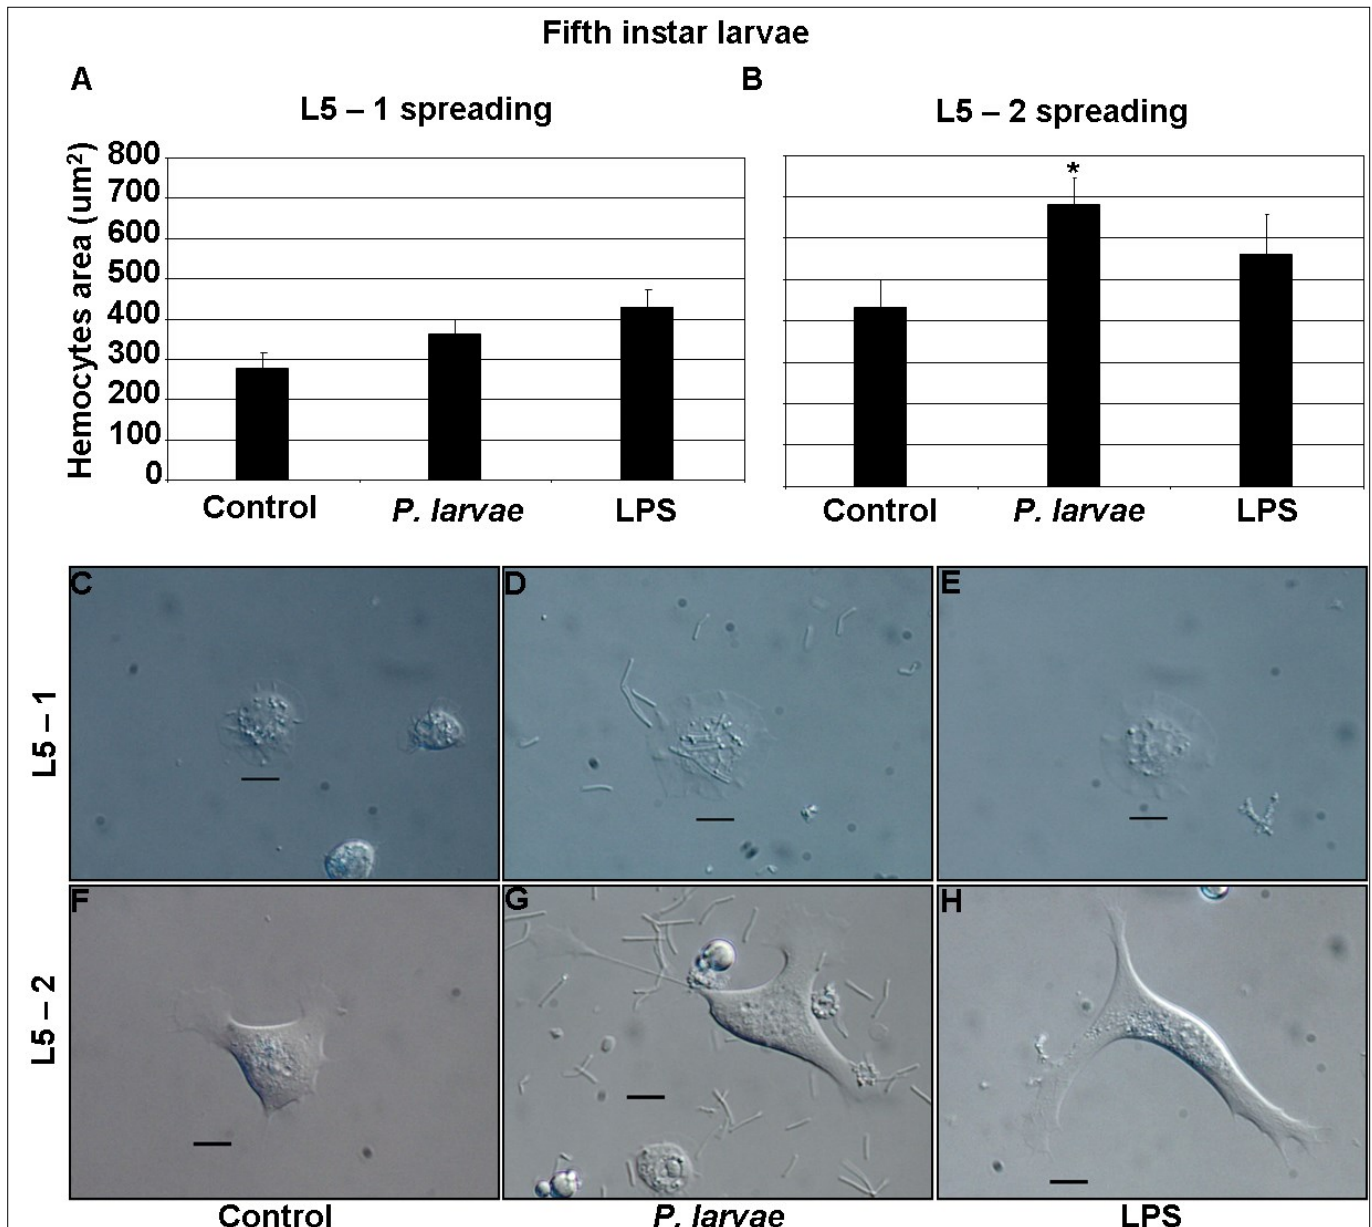 Fifth instar larvae
A
B
L5 – 1 spreading
L5 – 2 spreading
Hemocytes area (um²)
800
700
600
500
400
300
200
100
0
*
Control P. larvae LPS
Control P. larvae LPS
L5 – 1
C
D
E
L5 – 2
F
G
H
Control P. larvae LPS